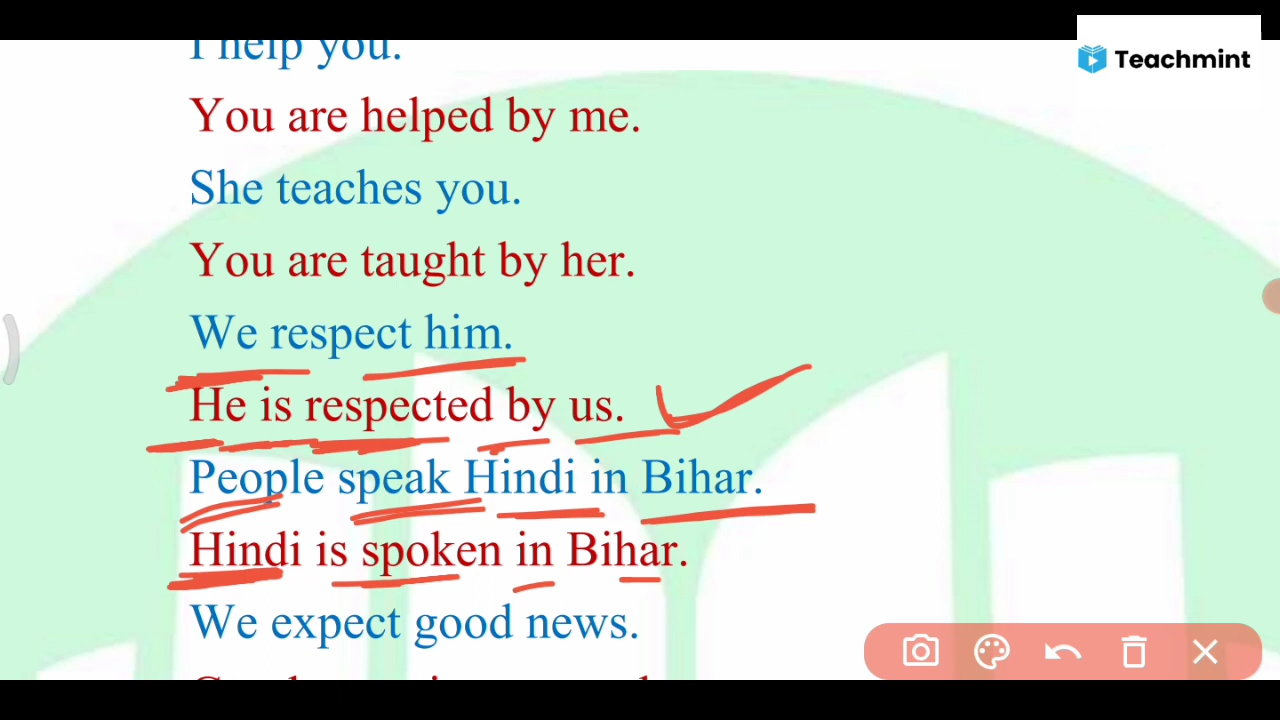 Teachmint
I help you.
You are helped by me.
She teaches you.
You are taught by her.
We respect him.
He is respected by us.
People speak Hindi in Bihar.
Hindi is spoken in Bihar.
We expect good news.